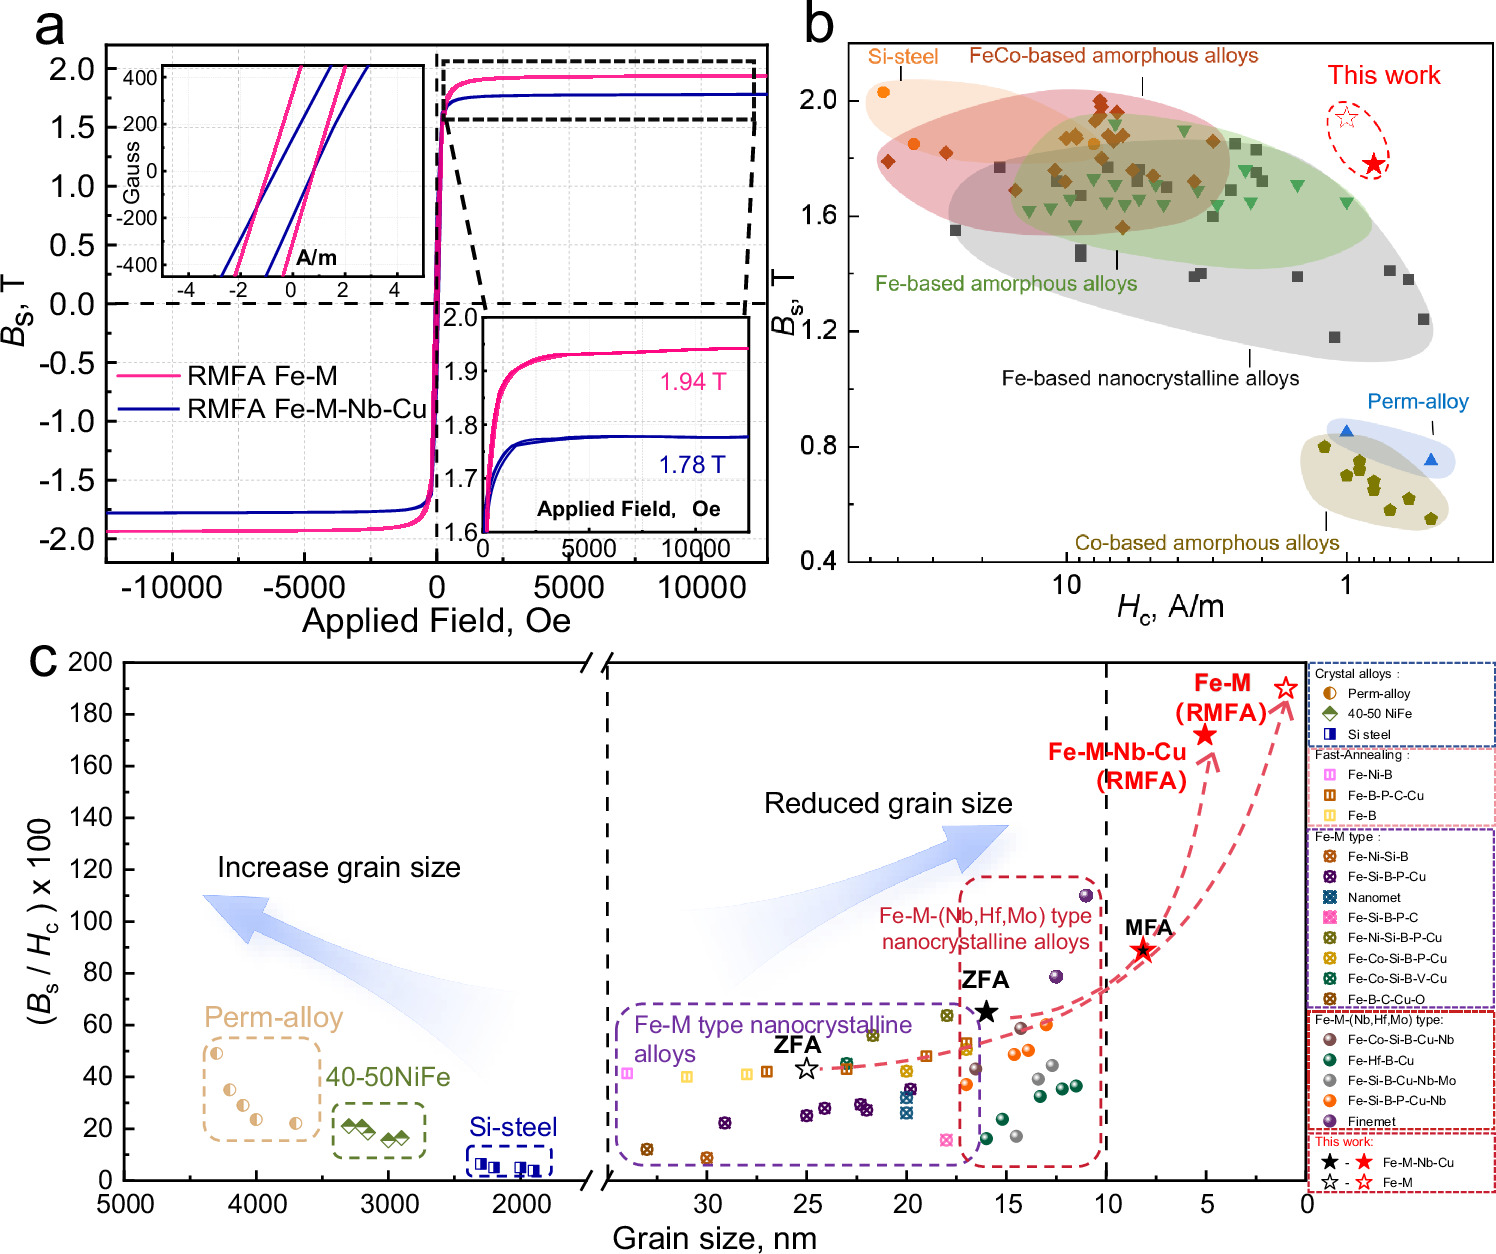 a
2.0
1.5
1.0
0.5
0.0
-0.5
-1.0
-1.5
-2.0
Bs, T
-10000
-5000
0
5000
10000
Applied Field, Oe
400
200
0
-200
-400
Gauss
A/m
-4
-2
0
2
4
RMFA Fe-M
RMFA Fe-M-Nb-Cu
2.0
1.9
1.8
1.7
1.6
1.94 T
1.78 T
Applied Field, Oe
0
5000
10000
b
Si-steel
FeCo-based amorphous alloys
This work
2.0
1.6
1.2
0.8
0.4
Bs, T
Fe-based amorphous alloys
Fe-based nanocrystalline alloys
Perm-alloy
Co-based amorphous alloys
10
1
Hc, A/m
c
200
180
160
140
120
100
80
60
40
20
0
(Bs / Hc) x 100
Fe-M
(RMFA)
Fe-M-Nb-Cu
(RMFA)
Reduced grain size
Increase grain size
Fe-M-(Nb,Hf,Mo) type
nanocrystalline alloys
MFA
ZFA
Fe-M type nanocrystalline
alloys
ZFA
Perm-alloy
40-50NiFe
Si-steel
5000
4000
3000
2000
30
25
20
15
10
5
0
Grain size, nm
Crystal alloys :
Perm-alloy
40-50 NiFe
Si steel
Fast-Annealing :
Fe-Ni-B
Fe-B-P-C-Cu
Fe-B
Fe-M type :
Fe-Ni-Si-B
Fe-Si-B-P-Cu
Nanomet
Fe-Si-B-P-C
Fe-Ni-Si-B-P-Cu
Fe-Co-Si-B-P-Cu
Fe-Co-Si-B-V-Cu
Fe-B-C-Cu-O
Fe-M-(Nb,Hf,Mo) type:
Fe-Co-Si-B-Cu-Nb
Fe-Hf-B-Cu
Fe-Si-B-Cu-Nb-Mo
Fe-Si-B-P-Cu-Nb
Finemet
This work:
- Fe-M-Nb-Cu
- Fe-M